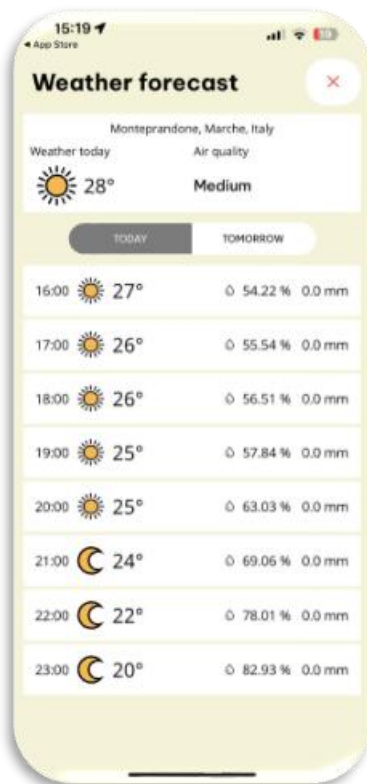 15:19
App Store
Weather forecast
Monteprandone, Marche, Italy
Weather today Air quality
28° Medium
TODAY TOMORROW
16:00 27° 54.22 % 0.0 mm
17:00 26° 55.54 % 0.0 mm
18:00 26° 56.51 % 0.0 mm
19:00 25° 57.84 % 0.0 mm
20:00 25° 63.03 % 0.0 mm
21:00 24° 69.06 % 0.0 mm
22:00 22° 78.01 % 0.0 mm
23:00 20° 82.93 % 0.0 mm